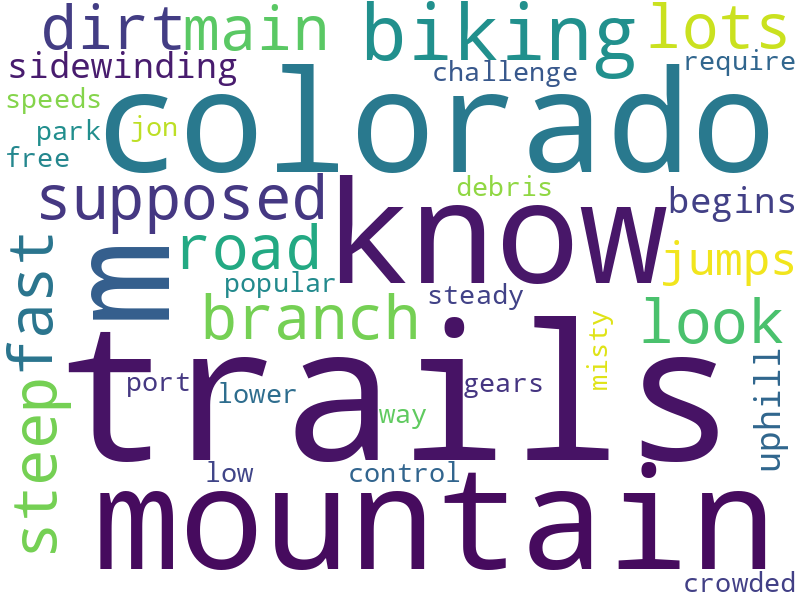 dirt main biking lots
sidewinding challenge require
speeds colorado
park jon
free
supposed know debris begins
fast m road jumps
popular steady
branch misty look
trails
steep port lower way gears uphill
low control
mountain
crowded